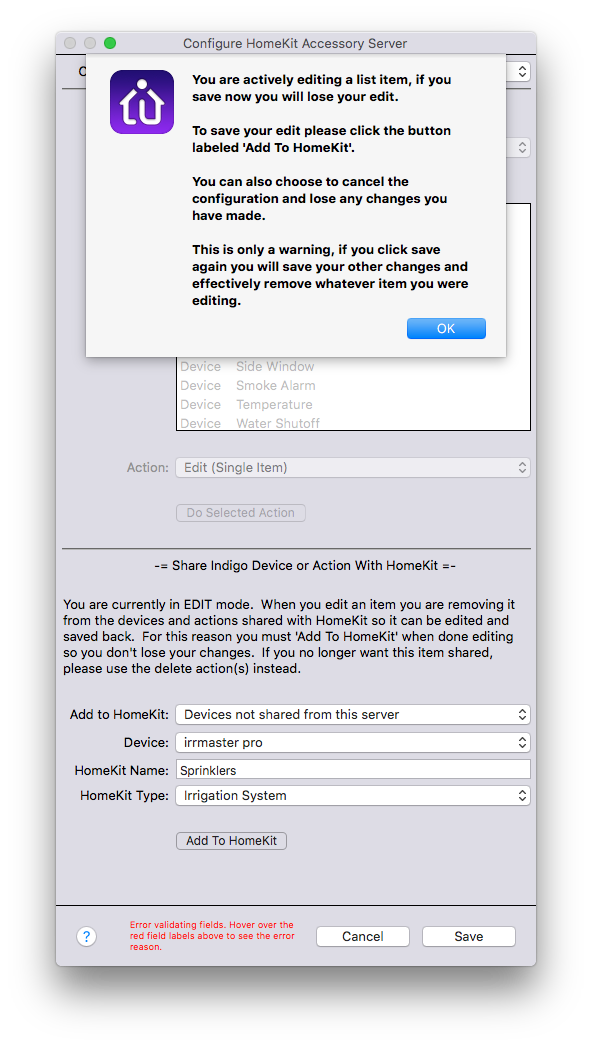 Configure HomeKit Accessory Server
You are actively editing a list item, if you
save now you will lose your edit.
To save your edit please click the button
labeled 'Add To HomeKit'.
You can also choose to cancel the
configuration and lose any changes you
have made.
This is only a warning, if you click save
again you will save your other changes and
effectively remove whatever item you were
editing.
OK
Device Side Window
Device Smoke Alarm
Device Temperature
Device Water Shutoff
Action: Edit (Single Item)
Do Selected Action
-= Share Indigo Device or Action With HomeKit =-
You are currently in EDIT mode. When you edit an item you are removing it
from the devices and actions shared with HomeKit so it can be edited and
saved back. For this reason you must 'Add To HomeKit' when done editing
so you don't lose your changes. If you no longer want this item shared,
please use the delete action(s) instead.
Add to HomeKit: Devices not shared from this server
Device: irrmaster pro
HomeKit Name: Sprinklers
HomeKit Type: Irrigation System
Add To HomeKit
?
Error validating fields. Hover over the
red field labels above to see the error
reason.
Cancel
Save